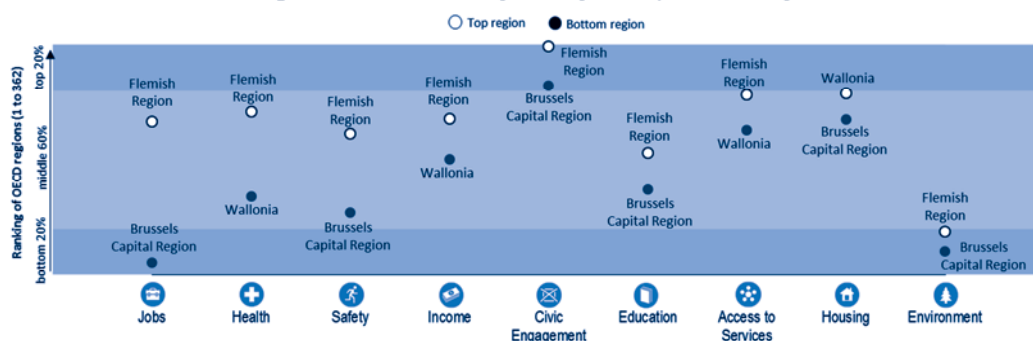 Top region
Bottom region
Ranking of OECD regions (1 to 362)
top 20%
middle 60%
bottom 20%
Flemish
Region
Brussels
Capital Region
Flemish
Region
Wallonia
Flemish
Region
Brussels
Capital Region
Flemish
Region
Wallonia
Flemish
Region
Brussels
Capital Region
Flemish
Region
Brussels
Capital Region
Flemish
Region
Wallonia
Wallonia
Brussels
Capital Region
Flemish
Region
Brussels
Capital Region
Jobs
Health
Safety
Income
Civic
Engagement
Education
Access to
Services
Housing
Environment